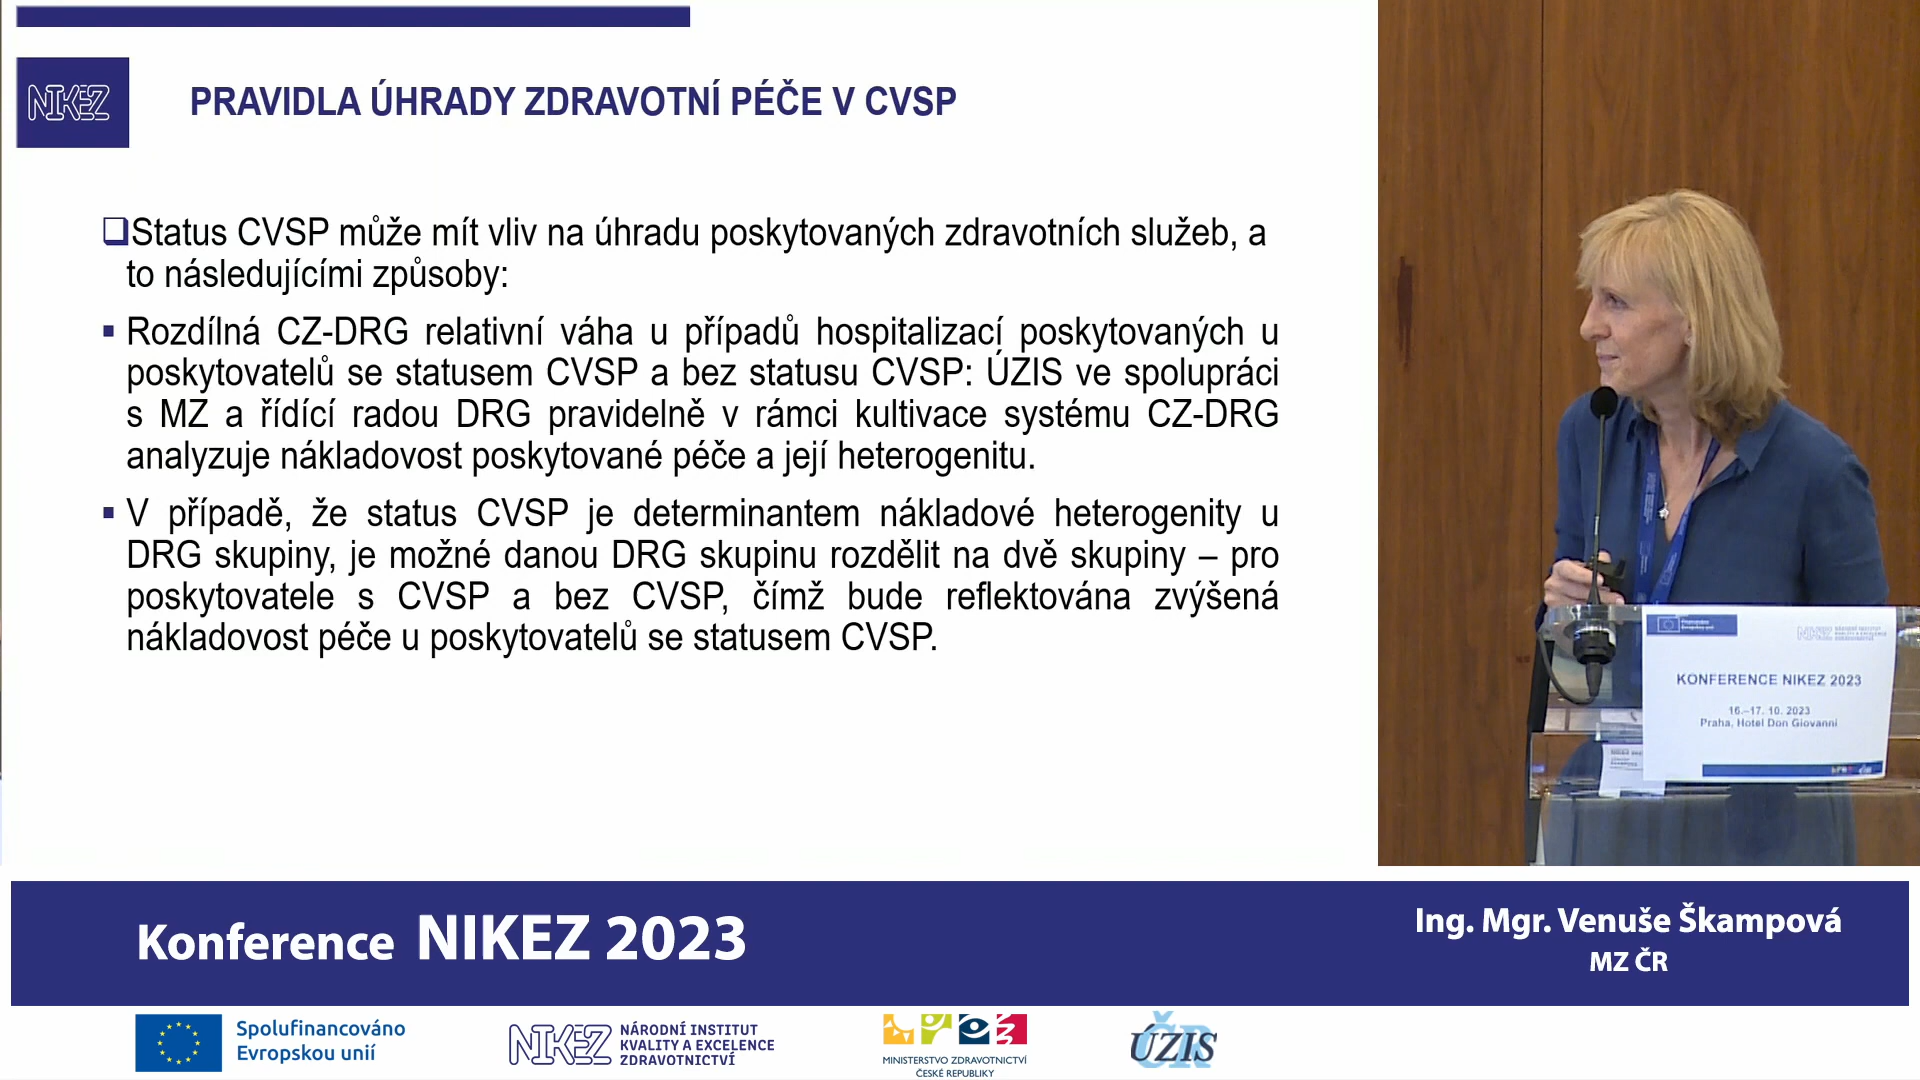 NIKEZ
PRAVIDLA ÚHRADY ZDRAVOTNÍ PÉČE V CVSP
Status CVSP může mít vliv na úhradu poskytovaných zdravotních služeb, a
to následujícími způsoby:
Rozdílná CZ-DRG relativní váha u případů hospitalizací poskytovaných u
poskytovatelů se statusem CVSP a bez statusu CVSP: ÚZIS ve spolupráci
s MZ a řídící radou DRG pravidelně v rámci kultivace systému CZ-DRG
analyzuje nákladovost poskytované péče a její heterogenitu.
V případě, že status CVSP je determinantem nákladové heterogenity u
DRG skupiny, je možné danou DRG skupinu rozdělit na dvě skupiny – pro
poskytovatele s CVSP a bez CVSP, čímž bude reflektována zvýšená
nákladovost péče u poskytovatelů se statusem CVSP.
KONFERENCE NIKEZ 2023
16.–17. 10. 2023
Praha, Hotel Don Giovanni
Konference NIKEZ 2023
Ing. Mgr. Venuše Škampová
MZ ČR
Spolufinancováno
Evropskou unií
NIKEZ
NÁRODNÍ INSTITUT
KVALITY A EXCELENCE
ZDRAVOTNICTVÍ
MINISTERSTVO ZDRAVOTNICTVÍ
ČESKÉ REPUBLIKY
ÚZIS
ČR